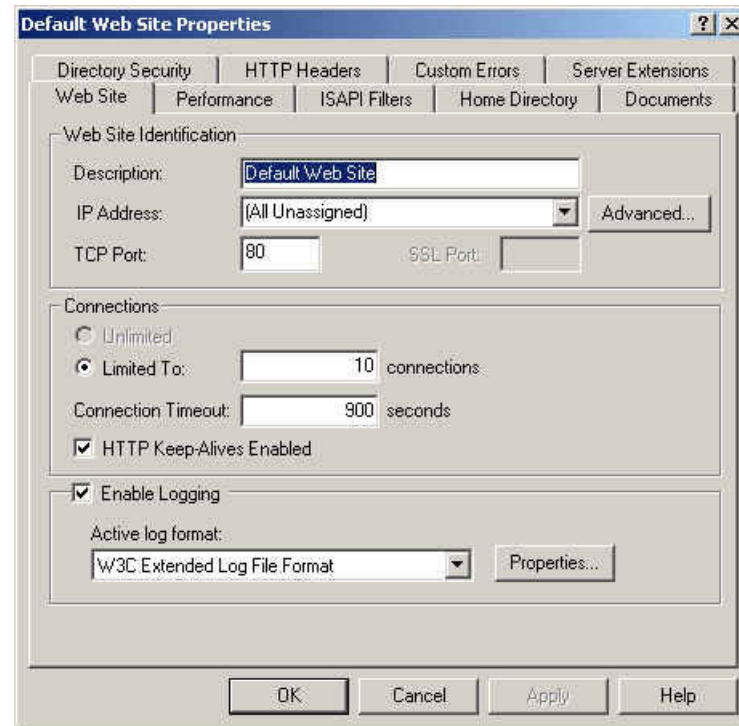 Default Web Site Properties ? X
Directory Security HTTP Headers Custom Errors Server Extensions
Web Site Performance ISAPI Filters Home Directory Documents
Web Site Identification
Description: Default Web Site
IP Address: (All Unassigned) Advanced...
TCP Port: 80 SSL Port:
Connections
Unlimited
Limited To: 10 connections
Connection Timeout: 900 seconds
HTTP Keep-Alives Enabled
Enable Logging
Active log format:
W3C Extended Log File Format Properties...
OK Cancel Apply Help